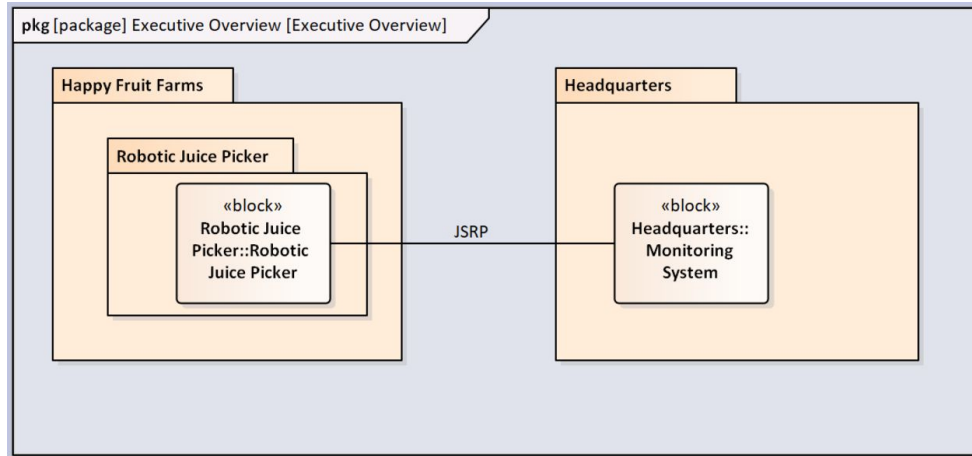 pkg [package] Executive Overview [Executive Overview]
Happy Fruit Farms
Headquarters
Robotic Juice Picker
«block»
Robotic Juice
Picker::Robotic
Juice Picker
JSRP
«block»
Headquarters::
Monitoring
System